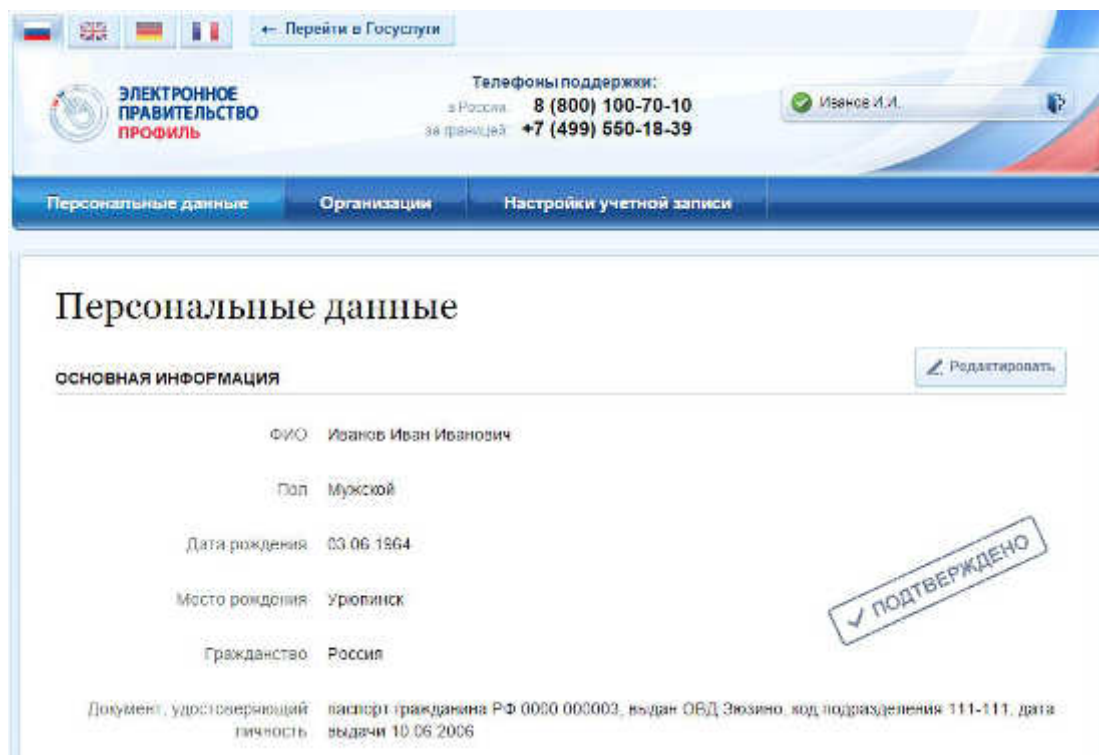 ← Перейти в Госуслуги
ЭЛЕКТРОННОЕ
ПРАВИТЕЛЬСТВО
ПРОФИЛЬ
Телефоны поддержки:
в России 8 (800) 100-70-10
за границей +7 (499) 550-18-39
Иванов И.И.
Персональные данные Организации Настройки учетной записи
Персональные данные
ОСНОВНАЯ ИНФОРМАЦИЯ
Редактировать
ФИО Иванов Иван Иванович
Пол Мужской
Дата рождения 03.06.1964
Место рождения Урюпинск
Гражданство Россия
ПОДТВЕРЖДЕНО
Документ, удостоверяющий личность паспорт гражданина РФ 0000 000003, выдан ОВД Зюзино, код подразделения 111-111, дата
выдачи 10.06.2006